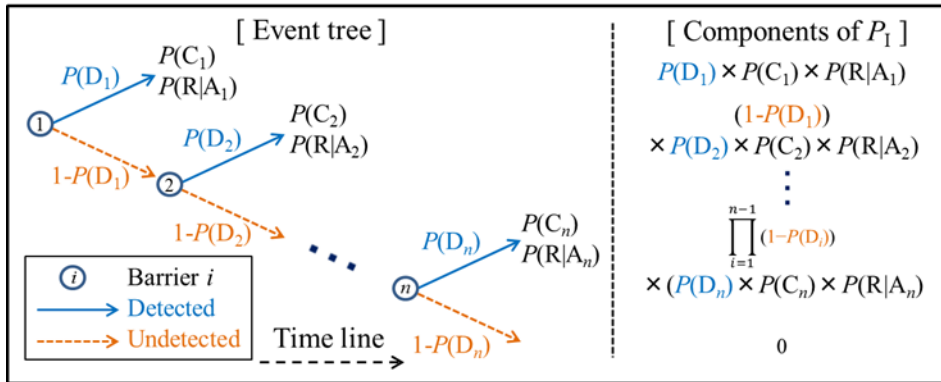 [ Event tree ]
P(D₁)
P(C₁)
P(R|A₁)
1
1-P(D₁)
P(D₂)
P(C₂)
P(R|A₂)
2
1-P(D₂)
P(Dₙ)
P(Cₙ)
P(R|Aₙ)
n
1-P(Dₙ)
i Barrier i
Detected
Undetected
Time line
[ Components of P_I ]
P(D₁)×P(C₁)×P(R|A₁)
(1-P(D₁))
×P(D₂)×P(C₂)×P(R|A₂)
n−1
∏ (1−P(Dᵢ))
i=1
×(P(Dₙ)×P(Cₙ)×P(R|Aₙ)
0